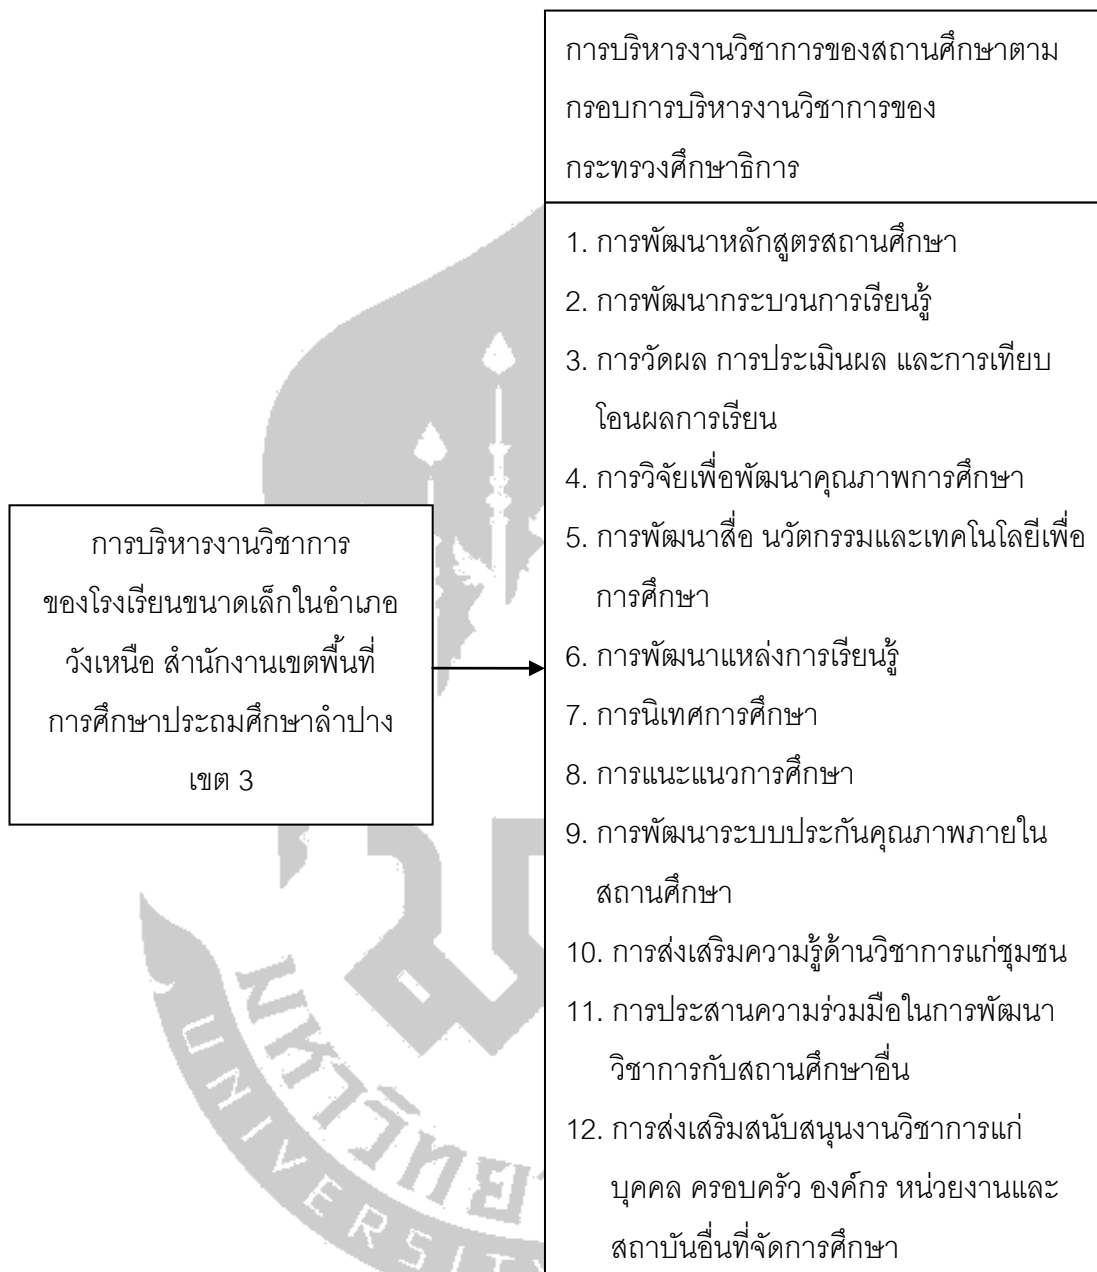 การบริหารงานวิชาการของสถานศึกษาตาม
กรอบการบริหารงานวิชาการของ
กระทรวงศึกษาธิการ
1. การพัฒนาหลักสูตรสถานศึกษา
2. การพัฒนากระบวนการเรียนรู้
3. การวัดผล การประเมินผล และการเทียบ
โอนผลการเรียน
4. การวิจัยเพื่อพัฒนาคุณภาพการศึกษา
5. การพัฒนาสื่อ นวัตกรรมและเทคโนโลยีเพื่อ
การศึกษา
6. การพัฒนาแหล่งการเรียนรู้
7. การนิเทศการศึกษา
8. การแนะแนวการศึกษา
9. การพัฒนาระบบประกันคุณภาพภายใน
สถานศึกษา
10. การส่งเสริมความรู้ด้านวิชาการแก่ชุมชน
11. การประสานความร่วมมือในการพัฒนา
วิชาการกับสถานศึกษาอื่น
12. การส่งเสริมสนับสนุนงานวิชาการแก่
บุคคล ครอบครัว องค์กร หน่วยงานและ
สถาบันอื่นที่จัดการศึกษา
การบริหารงานวิชาการ
ของโรงเรียนขนาดเล็กในอำเภอ
วังเหนือ สำนักงานเขตพื้นที่
การศึกษาประถมศึกษาลำปาง
เขต 3